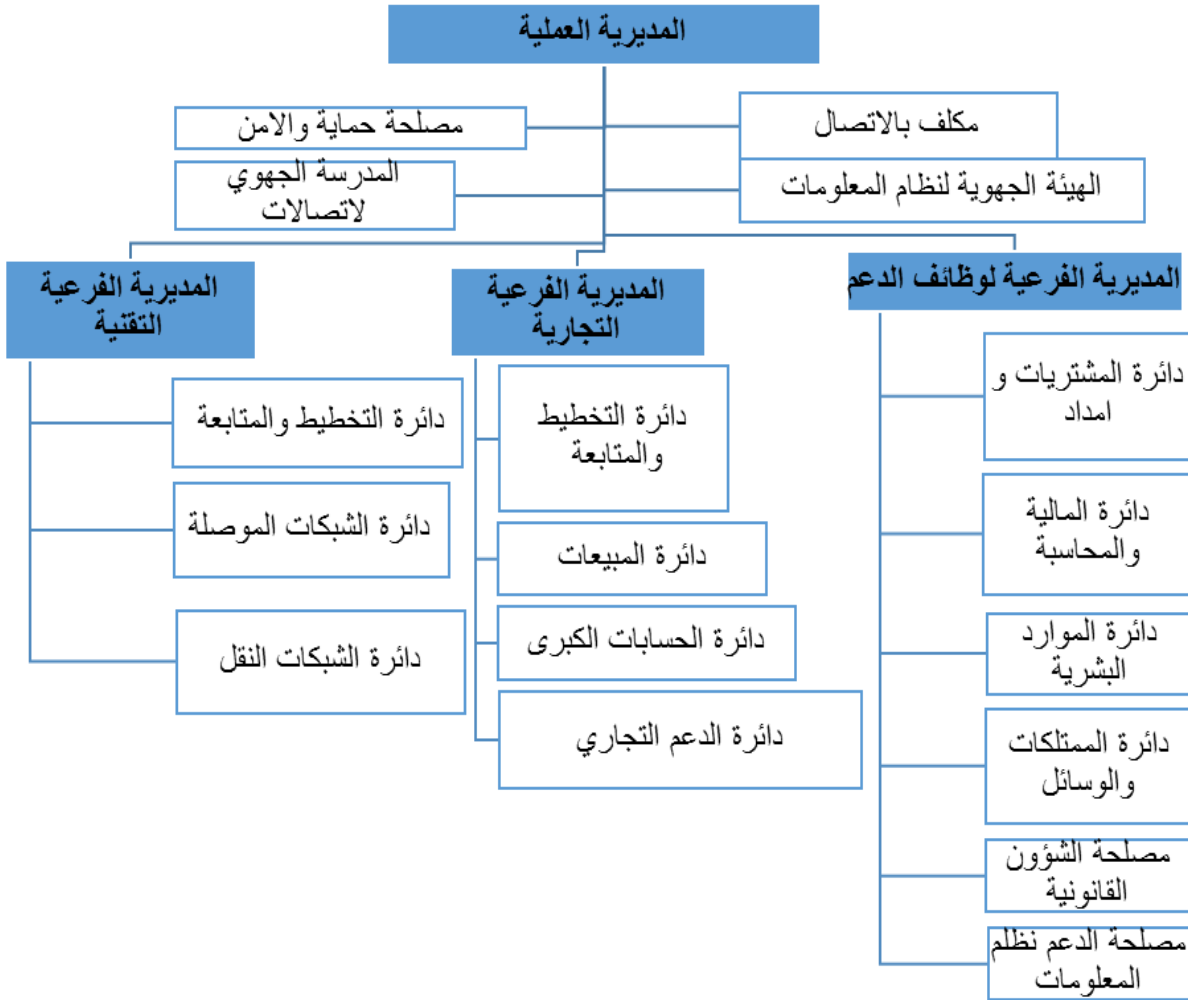 المديرية العملية
مكلف بالاتصال
مصلحة حماية والامن
الهيئة الجهوية لنظام المعلومات
المدرسة الجهوي
لاتصالات
المديرية الفرعية لوظائف الدعم
دائرة المشتريات و
امداد
دائرة المالية
والمحاسبة
دائرة الموارد
البشرية
دائرة الممتلكات
والوسائل
مصلحة الشؤون
القانونية
مصلحة الدعم نظلم
المعلومات
المديرية الفرعية
التجارية
دائرة التخطيط
والمتابعة
دائرة المبيعات
دائرة الحسابات الكبرى
دائرة الدعم التجاري
المديرية الفرعية
التقتنية
دائرة التخطيط والمتابعة
دائرة الشبكات الموصلة
دائرة الشبكات النقل